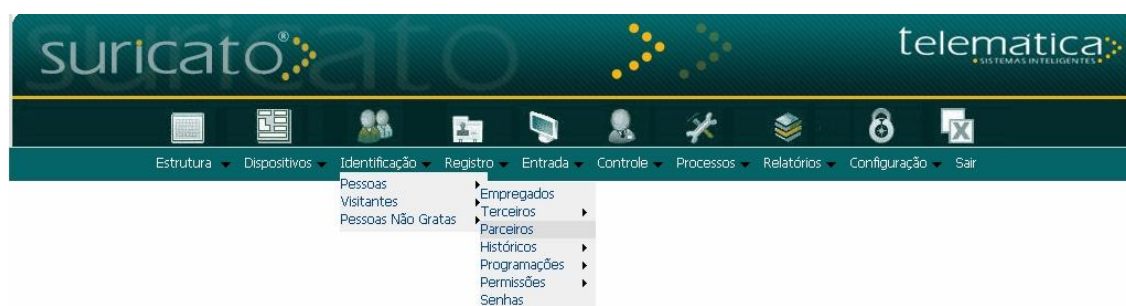 suricato®
telemática
SISTEMAS INTELIGENTES
Estrutura Dispositivos Identificação Registro Entrada Controle Processos Relatórios Configuração Sair
Pessoas
Visitantes
Pessoas Não Gratas
Empregados
Terceiros
Parceiros
Históricos
Programações
Permissões
Senhas